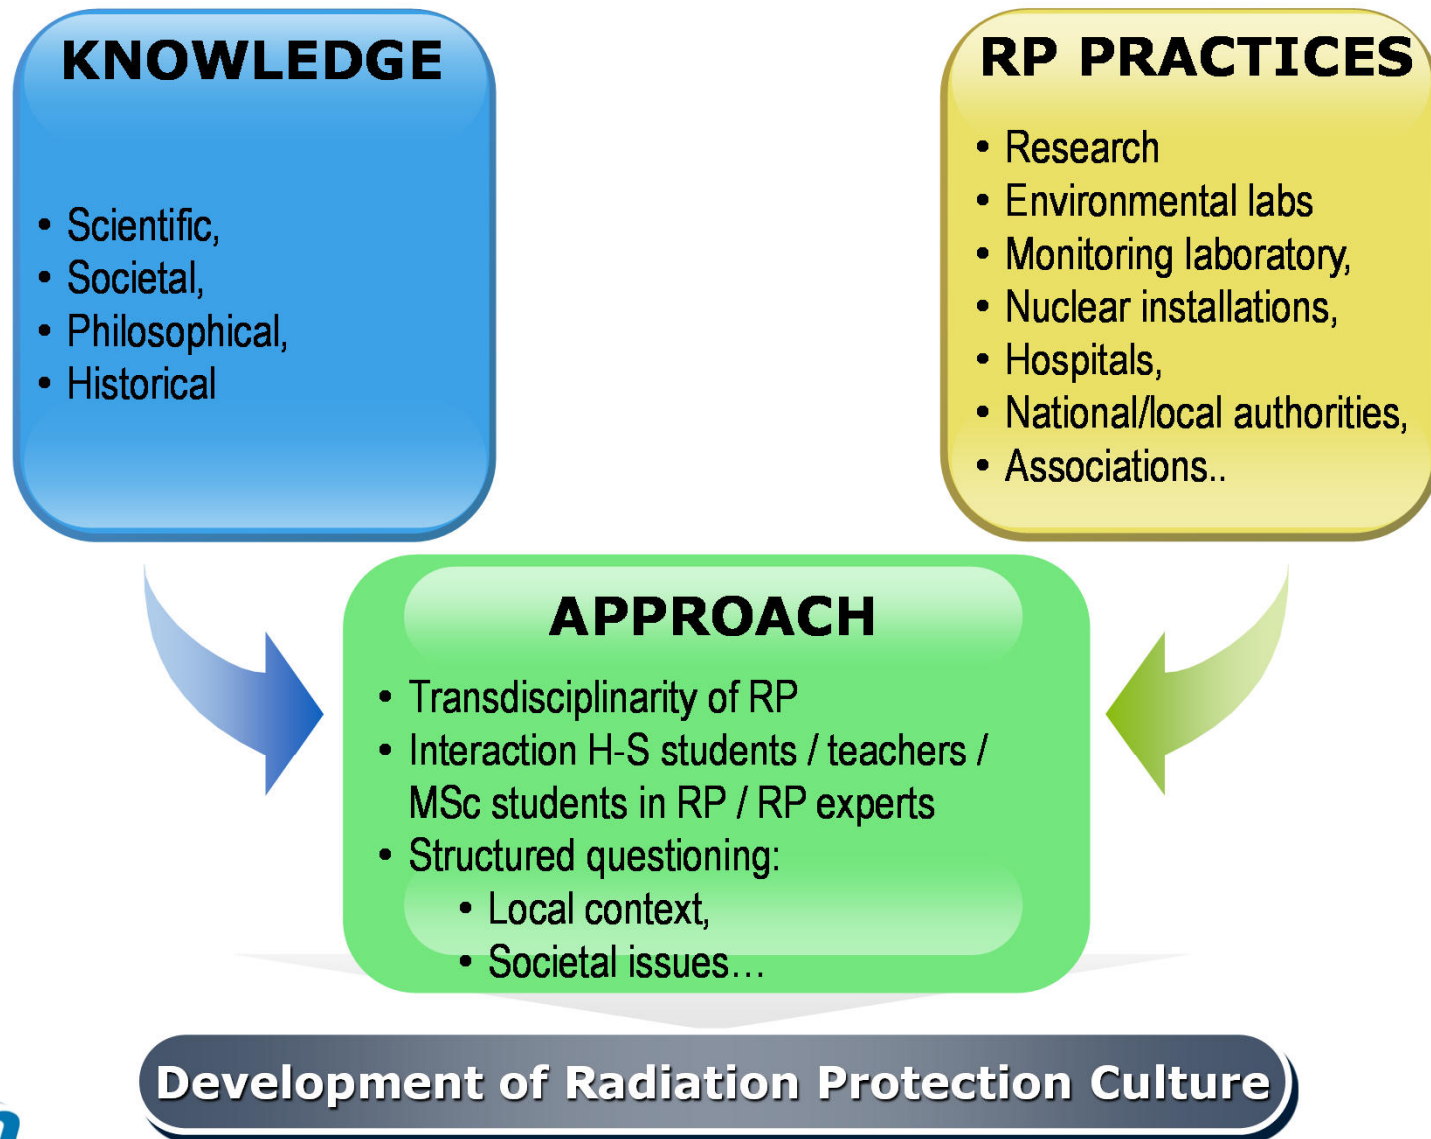 KNOWLEDGE
• Scientific,
• Societal,
• Philosophical,
• Historical
RP PRACTICES
• Research
• Environmental labs
• Monitoring laboratory,
• Nuclear installations,
• Hospitals,
• National/local authorities,
• Associations..
APPROACH
• Transdisciplinarity of RP
• Interaction H-S students / teachers /
MSc students in RP / RP experts
• Structured questioning:
• Local context,
• Societal issues…
Development of Radiation Protection Culture